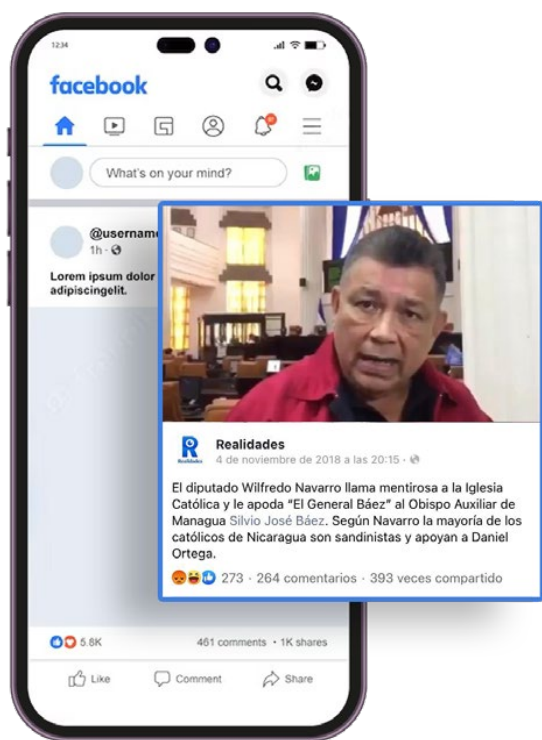 12:34
facebook
What's on your mind?
@username
1h
Lorem ipsum dolor
adipiscingelit.
Realidades
Realidades
4 de noviembre de 2018 a las 20:15
El diputado Wilfredo Navarro llama mentirosa a la Iglesia
Católica y le apoda “El General Báez” al Obispo Auxiliar de
Managua Silvio José Báez. Según Navarro la mayoría de los
católicos de Nicaragua son sandinistas y apoyan a Daniel
Ortega.
273 · 264 comentarios · 393 veces compartido
5.8K 461 comments • 1K shares
Like Comment Share